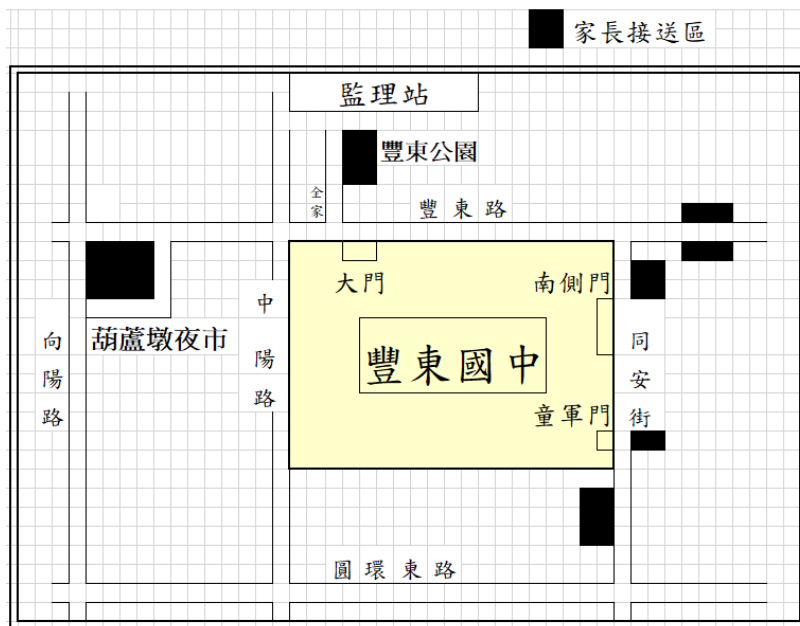 家長接送區
監理站
豐東公園
全家
豐東路
大門
南側門
中陽路
向陽路
葫蘆墩夜市
豐東國中
同安街
童軍門
圓環東路